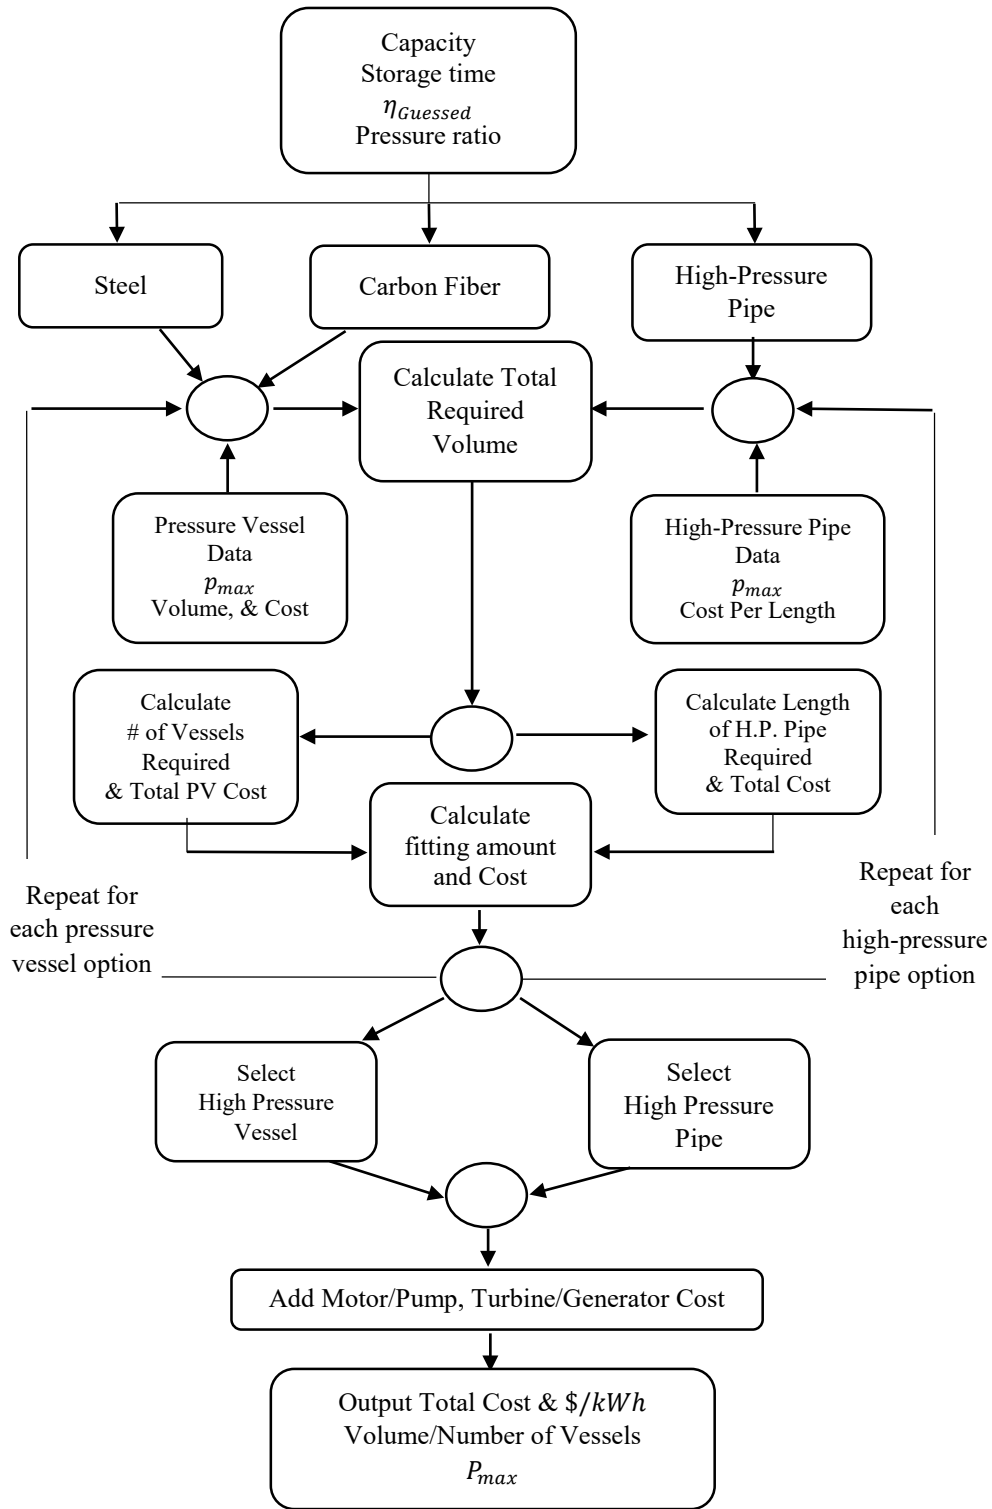 Capacity
Storage time
η_Guessed
Pressure ratio
Steel
Carbon Fiber
High-Pressure
Pipe
Calculate Total
Required
Volume
Pressure Vessel
Data
p_max
Volume, & Cost
High-Pressure Pipe
Data
p_max
Cost Per Length
Calculate
# of Vessels
Required
& Total PV Cost
Calculate Length
of H.P. Pipe
Required
& Total Cost
Calculate
fitting amount
and Cost
Repeat for
each pressure
vessel option
Repeat for
each
high-pressure
pipe option
Select
High Pressure
Vessel
Select
High Pressure
Pipe
Add Motor/Pump, Turbine/Generator Cost
Output Total Cost & $/kWh
Volume/Number of Vessels
P_max